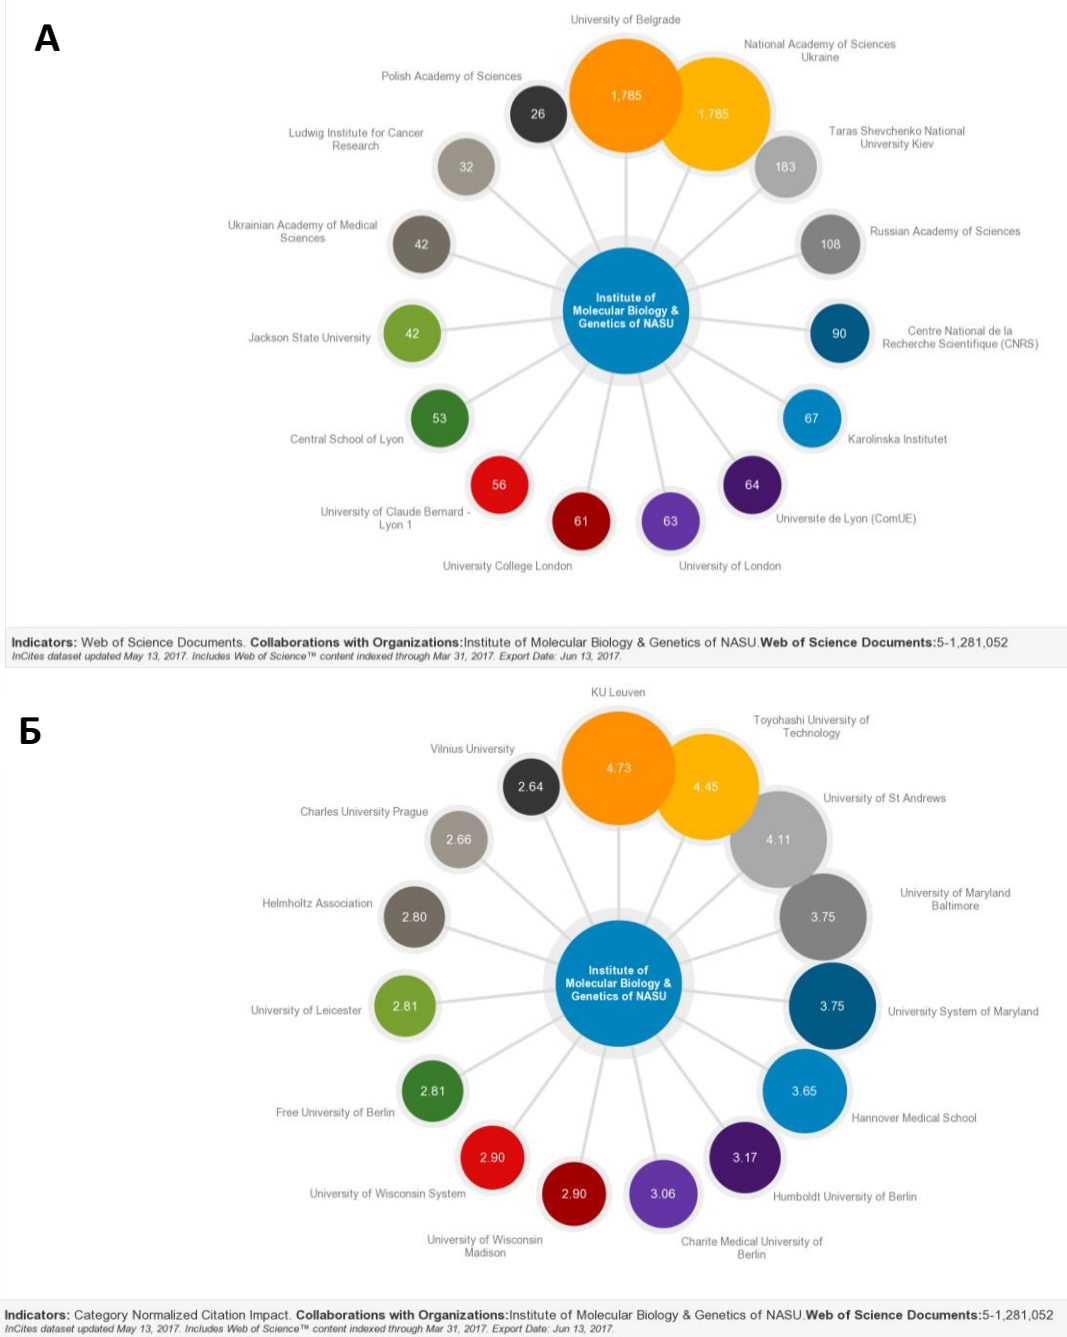 А
University of Belgrade
National Academy of Sciences
Ukraine
Polish Academy of Sciences
1,785
1,785
26
Taras Shevchenko National
University Kiev
Ludwig Institute for Cancer
Research
183
32
Ukrainian Academy of Medical
Sciences
Russian Academy of Sciences
108
42
Institute of
Molecular Biology &
Genetics of NASU
Jackson State University
42
90
Centre National de la
Recherche Scientifique (CNRS)
53
67
Central School of Lyon
Karolinska Institutet
56
64
University of Claude Bernard -
Lyon 1
Universite de Lyon (ComUE)
61
63
University College London
University of London
Indicators: Web of Science Documents. Collaborations with Organizations:Institute of Molecular Biology & Genetics of NASU.Web of Science Documents:5-1,281,052
InCites dataset updated May 13, 2017. Includes Web of Science™ content indexed through Mar 31, 2017. Export Date: Jun 13, 2017.
Б
KU Leuven
Toyohashi University of
Technology
Vilnius University
4.73
4.45
2.64
University of St Andrews
Charles University Prague
4.11
2.66
University of Maryland
Baltimore
Helmholtz Association
3.75
2.80
Institute of
Molecular Biology &
Genetics of NASU
University of Leicester
2.81
3.75
University System of Maryland
2.81
3.65
Free University of Berlin
Hannover Medical School
2.90
3.17
University of Wisconsin System
Humboldt University of Berlin
2.90
3.06
University of Wisconsin
Madison
Charite Medical University of
Berlin
Indicators: Category Normalized Citation Impact. Collaborations with Organizations:Institute of Molecular Biology & Genetics of NASU.Web of Science Documents:5-1,281,052
InCites dataset updated May 13, 2017. Includes Web of Science™ content indexed through Mar 31, 2017. Export Date: Jun 13, 2017.